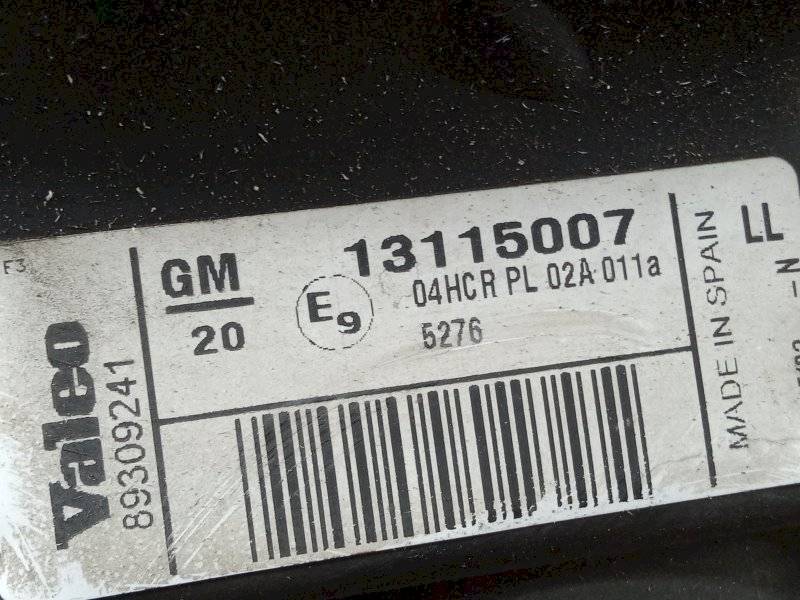 F3
Valeo
89309241
GM
20
E9
13115007
04HCR PL 02A 011a
5276
MADE IN SPAIN
LL
-N